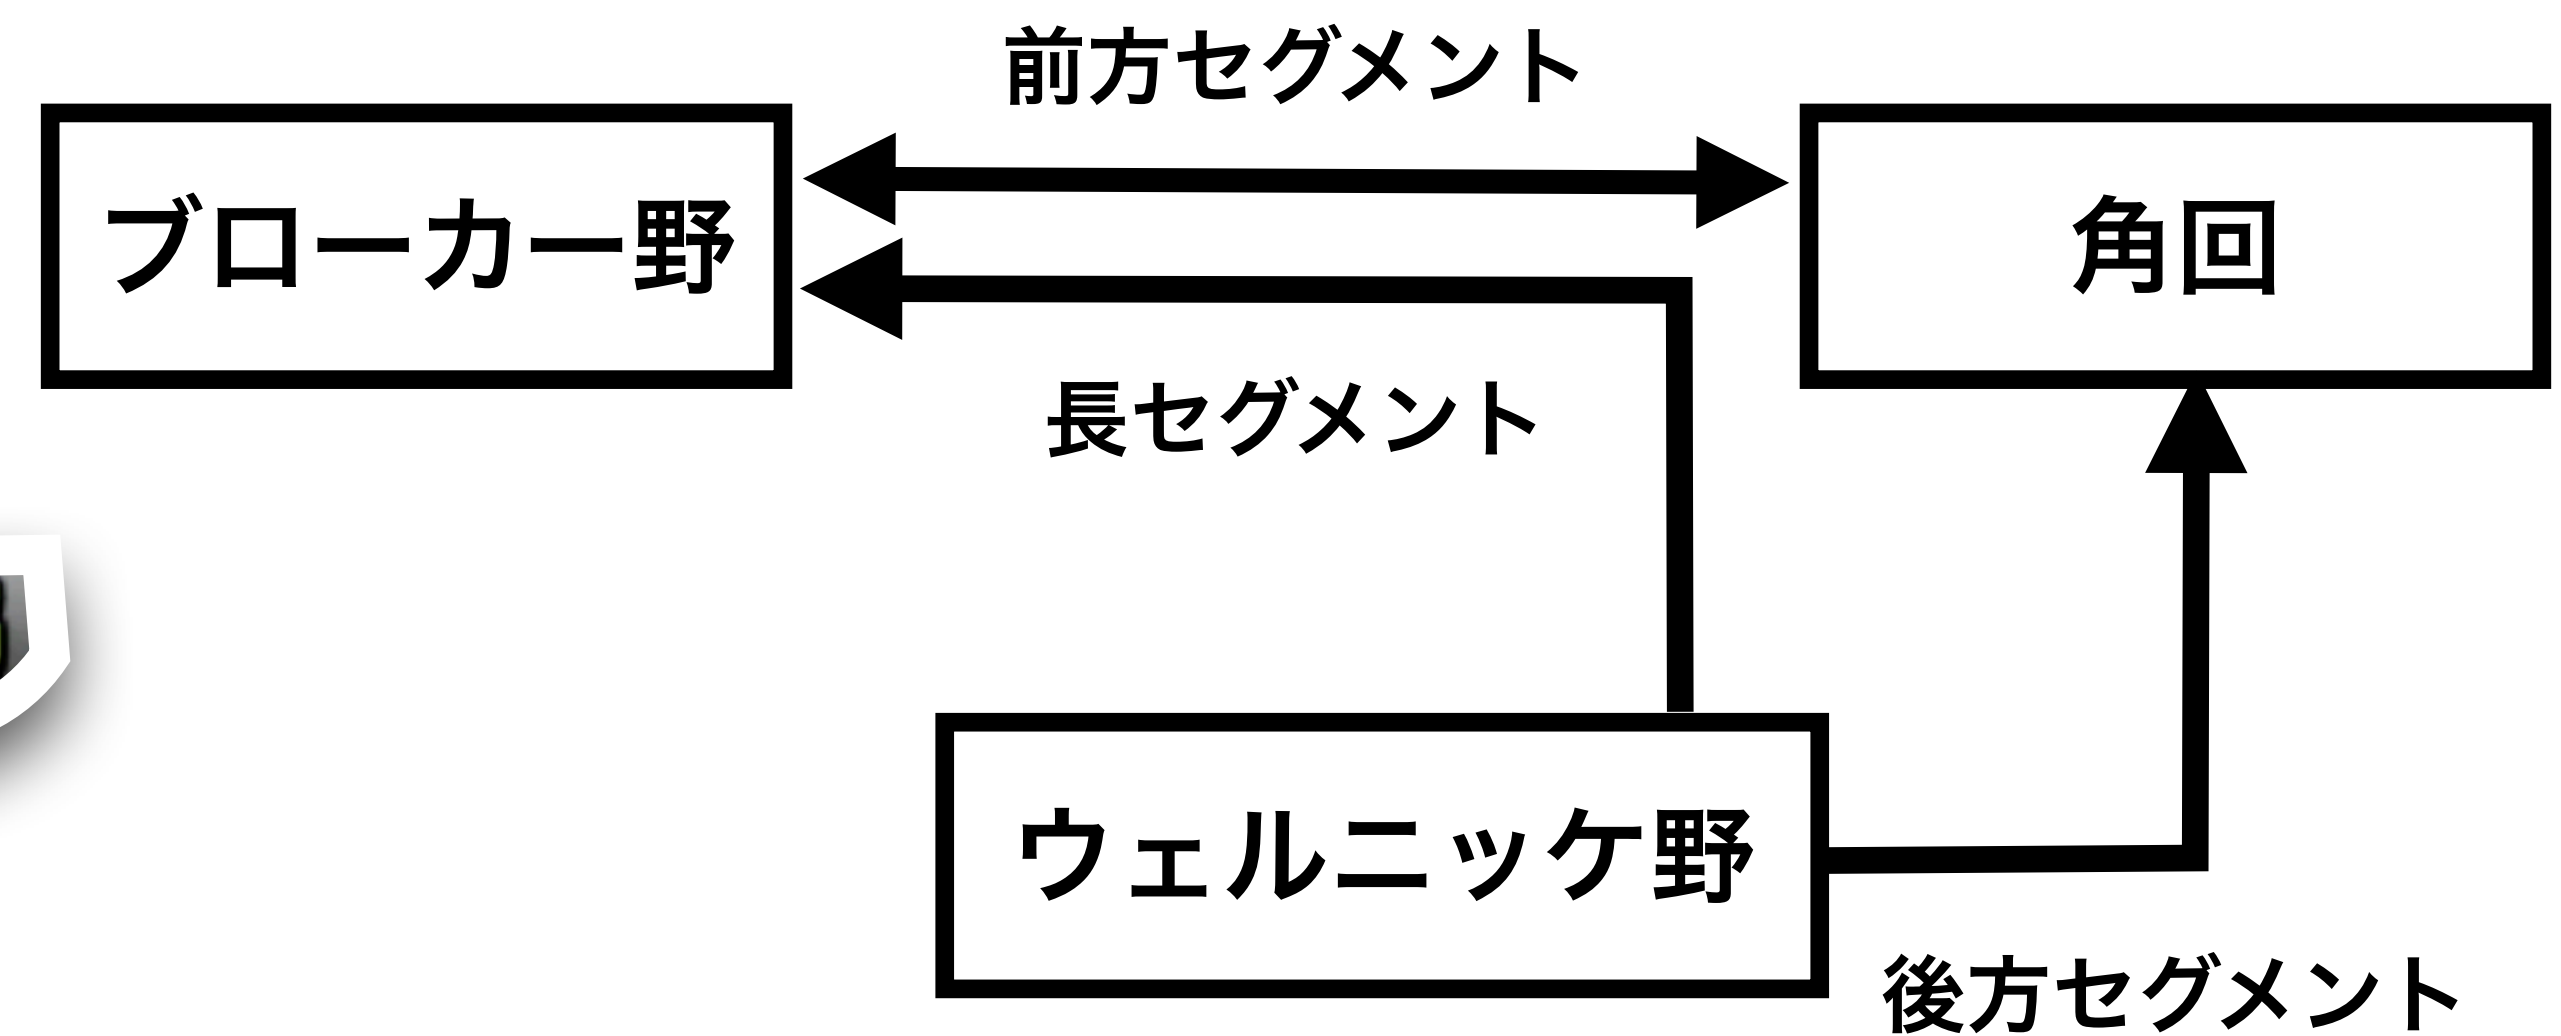 前方セグメント
ブローカー野
角回
長セグメント
ウェルニッケ野
後方セグメント